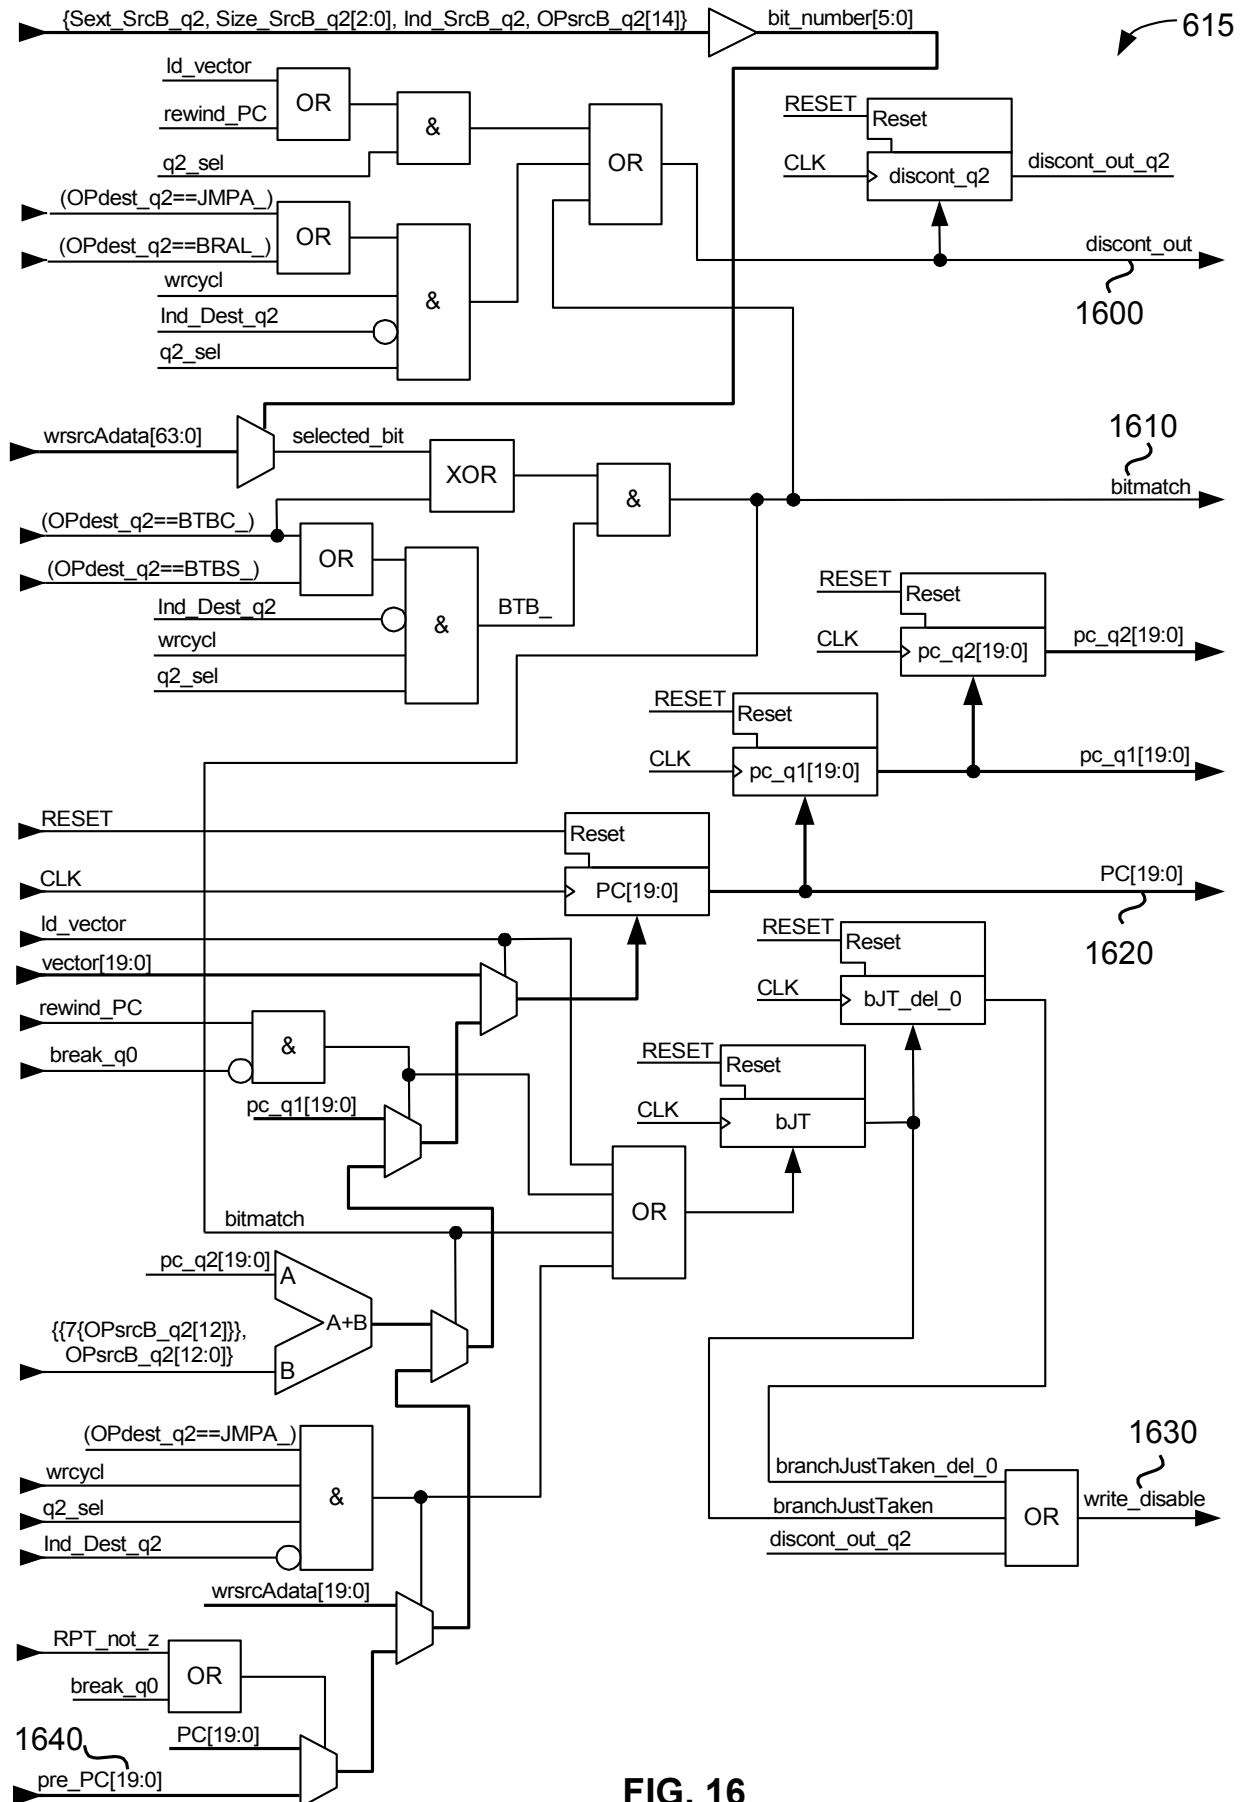 {Sext_SrcB_q2, Size_SrcB_q2[2:0], Ind_SrcB_q2, OPsrcB_q2[14]}
bit_number[5:0]
615
ld_vector
OR
rewind_PC
&
q2_sel
OR
RESET
Reset
CLK
discont_q2
discont_out_q2
(OPdest_q2==JMPA_)
OR
(OPdest_q2==BRAL_)
wrcycl
&
Ind_Dest_q2
q2_sel
discont_out
1600
wrsrcAdata[63:0]
selected_bit
XOR
&
1610
bitmatch
(OPdest_q2==BTBC_)
OR
(OPdest_q2==BTBS_)
Ind_Dest_q2
&
BTB_
wrcycl
q2_sel
RESET
Reset
CLK
pc_q2[19:0]
pc_q2[19:0]
RESET
Reset
CLK
pc_q1[19:0]
pc_q1[19:0]
RESET
Reset
CLK
PC[19:0]
PC[19:0]
1620
ld_vector
vector[19:0]
RESET
Reset
CLK
bJT_del_0
rewind_PC
&
break_q0
RESET
Reset
CLK
bJT
pc_q1[19:0]
OR
bitmatch
pc_q2[19:0]
A
A+B
{{7{OPsrcB_q2[12]}},
OPsrcB_q2[12:0]}
B
(OPdest_q2==JMPA_)
wrcycl
&
q2_sel
Ind_Dest_q2
branchJustTaken_del_0
branchJustTaken
OR
discont_out_q2
1630
write_disable
wrsrcAdata[19:0]
RPT_not_z
OR
break_q0
PC[19:0]
1640
pre_PC[19:0]
FIG. 16